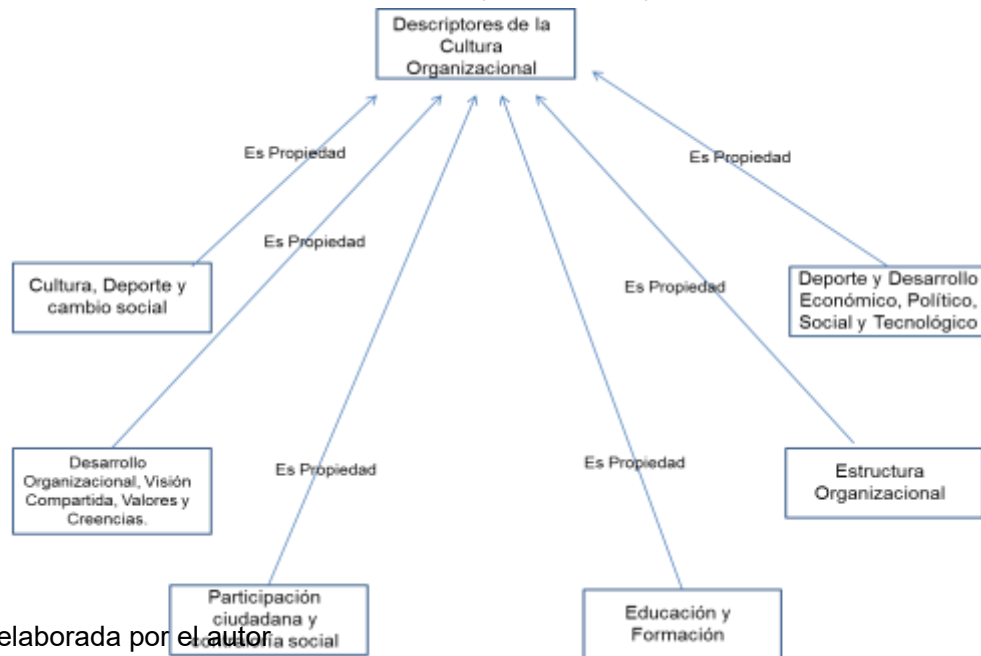 Descriptores de la
Cultura
Organizacional
Es Propiedad
Es Propiedad
Es Propiedad
Cultura, Deporte y
cambio social
Es Propiedad
Deporte y Desarrollo
Económico, Político,
Social y Tecnológico
Desarrollo
Organizacional, Visión
Compartida, Valores y
Creencias.
Es Propiedad
Es Propiedad
Estructura
Organizacional
Participación
ciudadana y
contraloría social
Educación y
Formación
elaborada por el autor